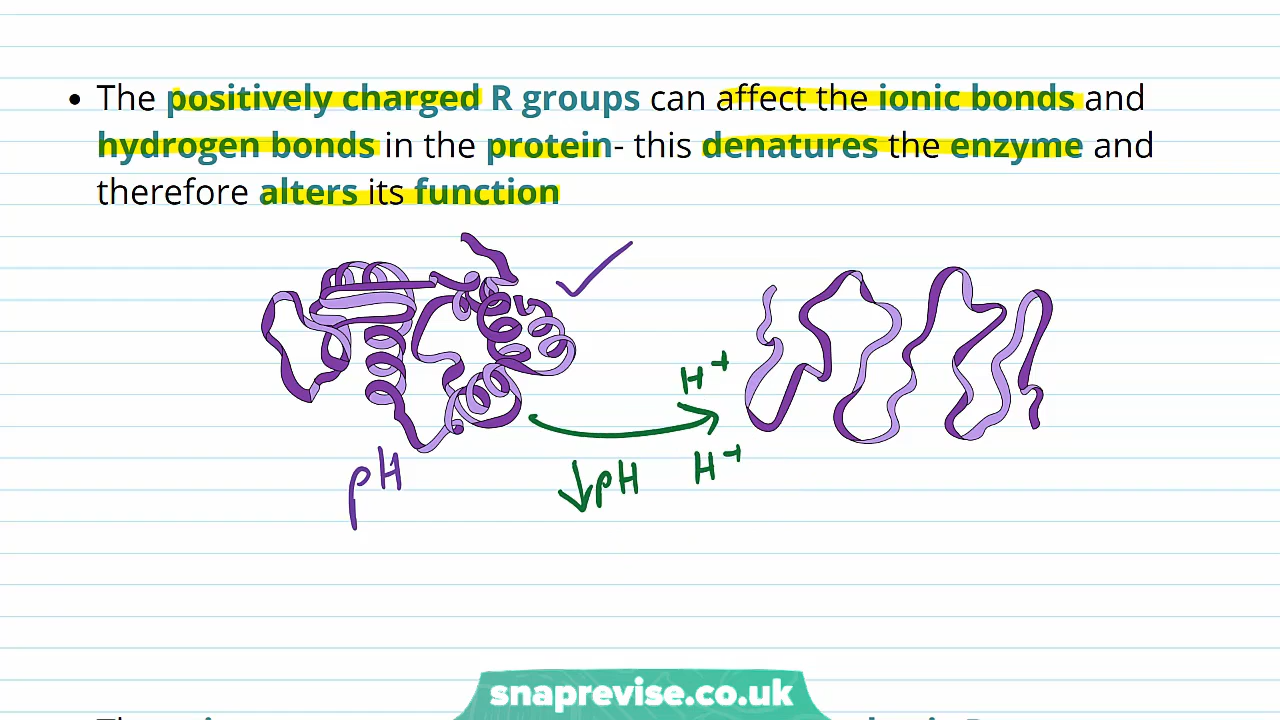 • The positively charged R groups can affect the ionic bonds and
hydrogen bonds in the protein- this denatures the enzyme and
therefore alters its function
H+
pH
↓pH
H+
snaprevise.co.uk